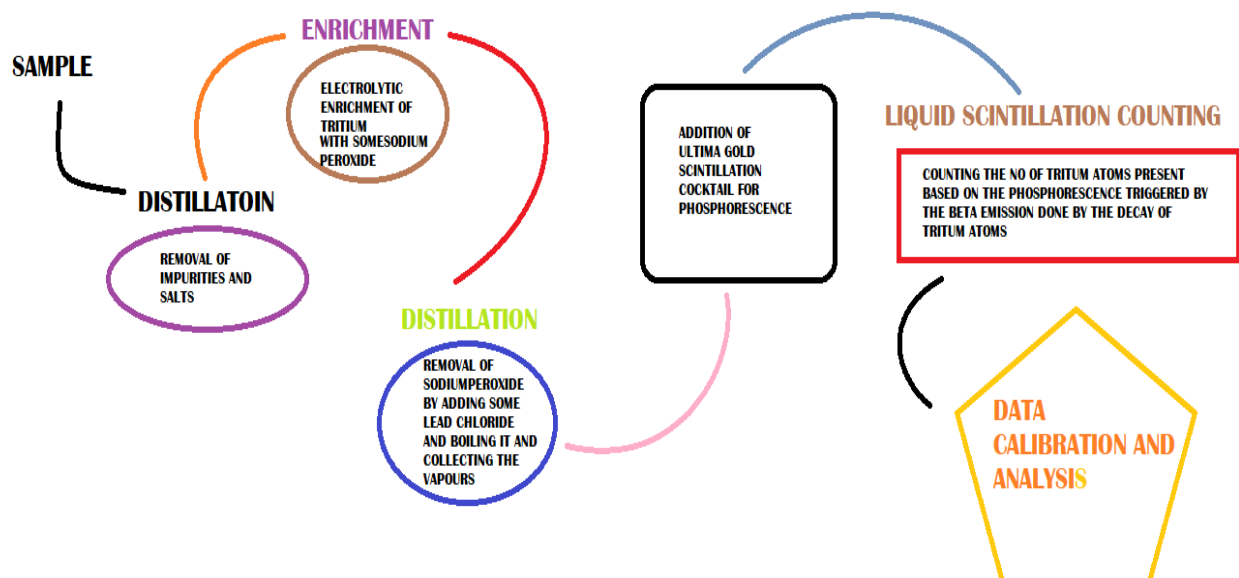 SAMPLE
DISTILLATOIN
REMOVAL OF
IMPURITIES AND
SALTS
ENRICHMENT
ELECTROLYTIC
ENRICHMENT OF
TRITIUM
WITH SOMESODIUM
PEROXIDE
DISTILLATION
REMOVAL OF
SODIUMPEROXIDE
BY ADDING SOME
LEAD CHLORIDE
AND BOILING IT AND
COLLECTING THE
VAPOURS
ADDITION OF
ULTIMA GOLD
SCINTILLATION
COCKTAIL FOR
PHOSPHORESCENCE
LIQUID SCINTILLATION COUNTING
COUNTING THE NO OF TRITUM ATOMS PRESENT
BASED ON THE PHOSPHORESCENCE TRIGGERED BY
THE BETA EMISSION DONE BY THE DECAY OF
TRITUM ATOMS
DATA
CALIBRATION AND
ANALYSIS